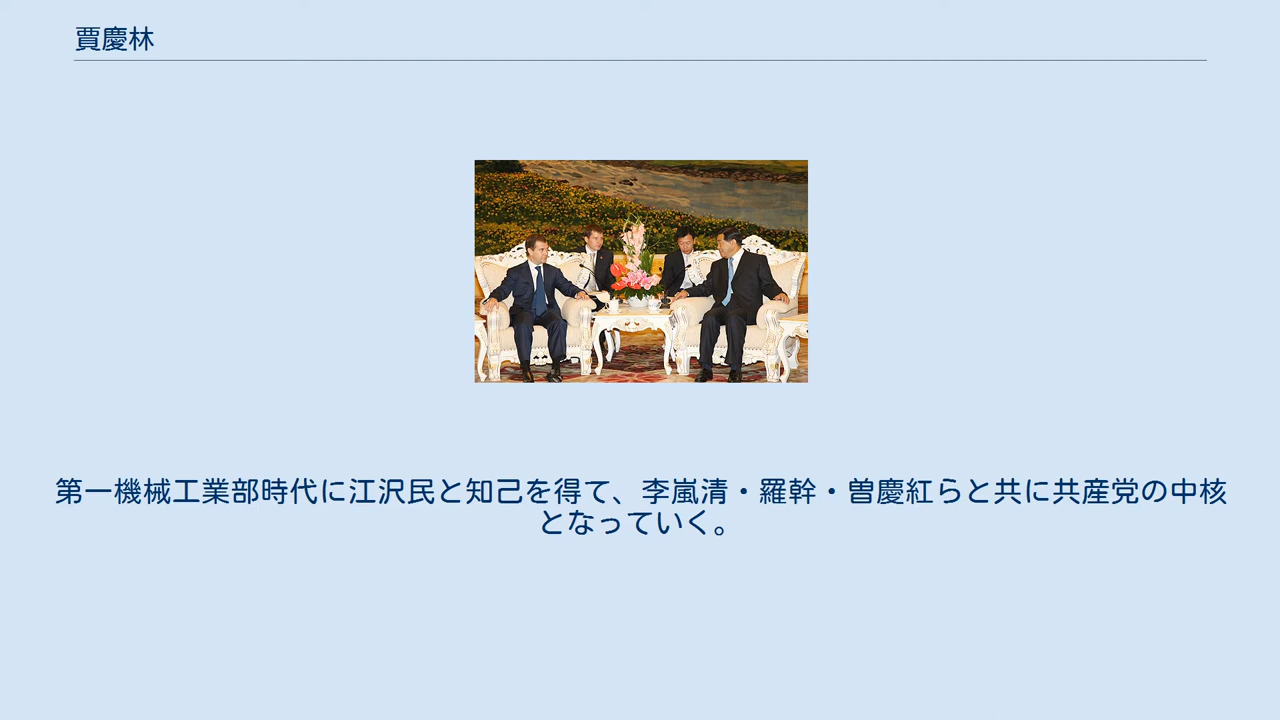 賈慶林
第一機械工業部時代に江沢民と知己を得て、李嵐清・羅幹・曽慶紅らと共に共産党の中核
となっていく。